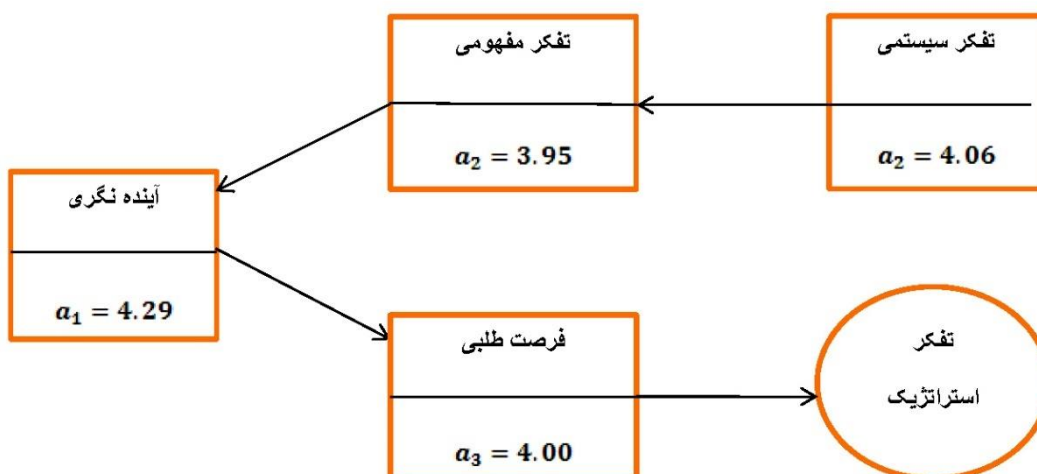 تفکر سیستمی
a₂ = 4.06
تفکر مفهومی
a₂ = 3.95
آینده نگری
a₁ = 4.29
فرصت طلبی
a₃ = 4.00
تفکر
استراتژیک